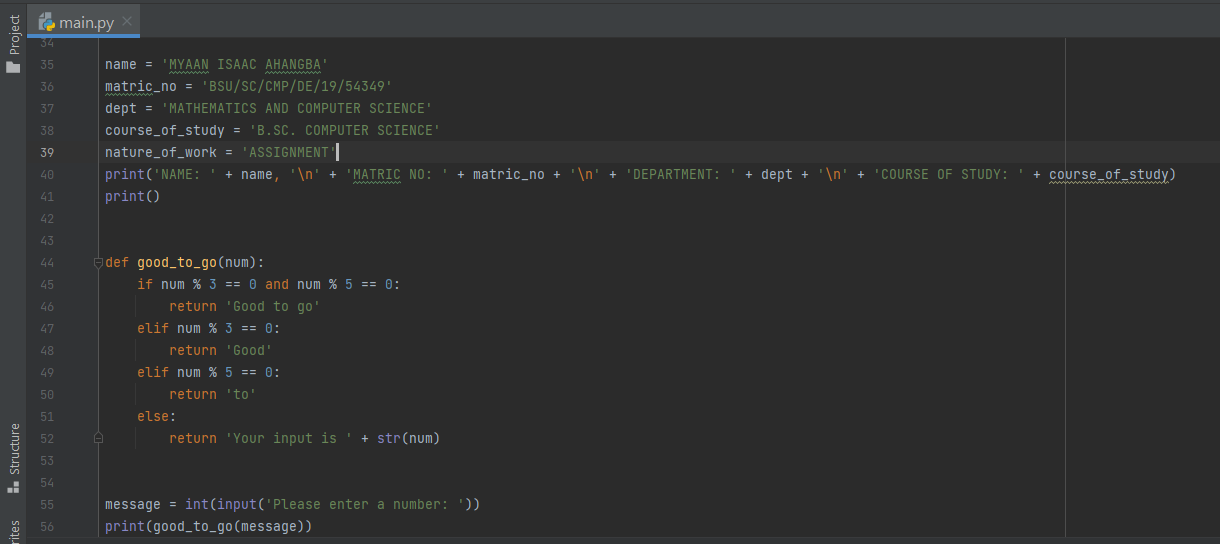 main.py
Project
34
35 name = 'MYAAN ISAAC AHANGBA'
36 matric_no = 'BSU/SC/CMP/DE/19/54349'
37 dept = 'MATHEMATICS AND COMPUTER SCIENCE'
38 course_of_study = 'B.SC. COMPUTER SCIENCE'
39 nature_of_work = 'ASSIGNMENT'
40 print('NAME: ' + name, '\n' + 'MATRIC NO: ' + matric_no + '\n' + 'DEPARTMENT: ' + dept + '\n' + 'COURSE OF STUDY: ' + course_of_study)
41 print()
42
43
44 def good_to_go(num):
45     if num % 3 == 0 and num % 5 == 0:
46         return 'Good to go'
47     elif num % 3 == 0:
48         return 'Good'
49     elif num % 5 == 0:
50         return 'to'
51     else:
52         return 'Your input is ' + str(num)
53
54
55 message = int(input('Please enter a number: '))
56 print(good_to_go(message))
Structure